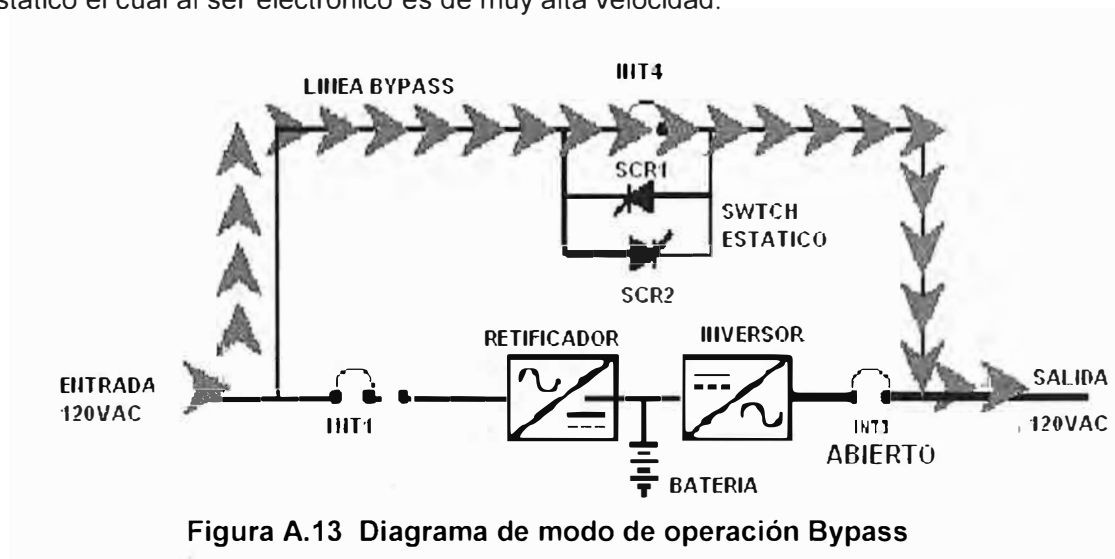 estático el cual al ser electrónico es de muy alta velocidad.
LINEA BYPASS
INT4
SCR1
SWTCH
ESTATICO
SCR2
RETIFICADOR
INVERSOR
ENTRADA
120VAC
INT1
INT3
ABIERTO
SALIDA
120VAC
BATERIA
Figura A.13 Diagrama de modo de operación Bypass